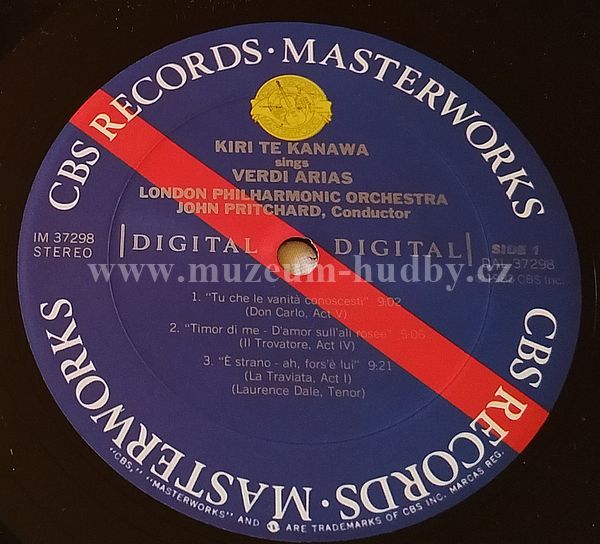 CBS RECORDS · MASTERWORKS
KIRI TE KANAWA
sings
VERDI ARIAS
LONDON PHILHARMONIC ORCHESTRA
JOHN PRITCHARD, Conductor
IM 37298
STEREO
DIGITAL DIGITAL
SIDE 1
37298
CBS Inc.
www.muzeum-hudby.cz
1. "Tu che le vanità conoscesti" 9:02
(Don Carlo, Act V)
2. "Timor di me - D'amor sull'ali rosee"
(Il Trovatore, Act IV)
3. "È strano - ah, fors'è lui" 9:21
(La Traviata, Act I)
(Laurence Dale, Tenor)
CBS RECORDS · MASTERWORKS
"CBS," "MASTERWORKS" AND ARE TRADEMARKS OF CBS INC. MARCAS REG.